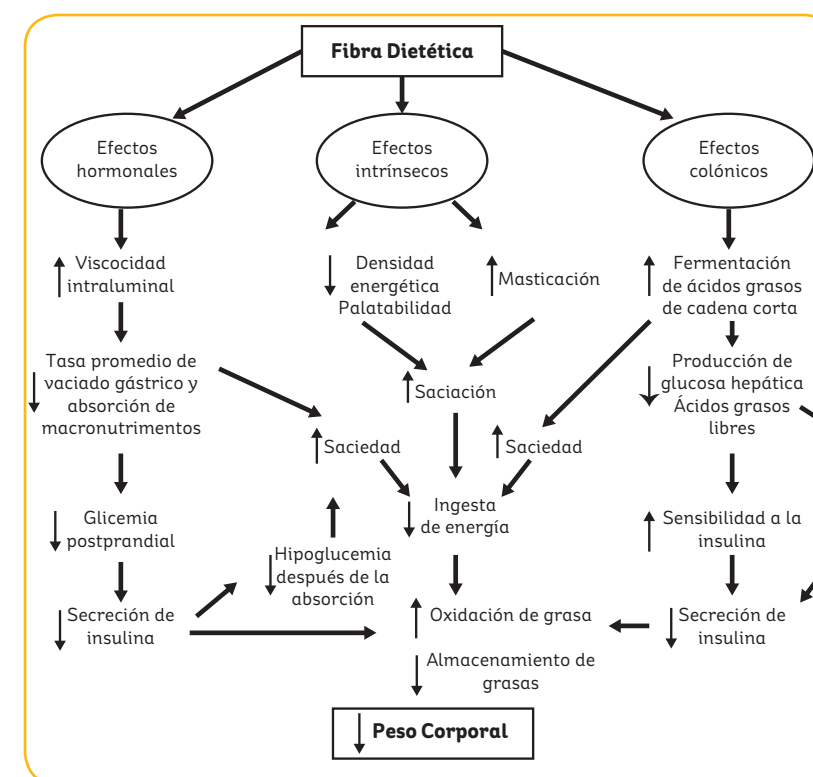 Fibra Dietética
Efectos
hormonales
Efectos
intrínsecos
Efectos
colónicos
Viscocidad
intraluminal
Densidad
energética
Palatabilidad
Masticación
Fermentación
de ácidos grasos
de cadena corta
Tasa promedio de
vaciado gástrico y
absorción de
macronutrimentos
Saciación
Producción de
glucosa hepática
Ácidos grasos
libres
Saciedad
Saciedad
Glicemia
postprandial
Ingesta
de energía
Sensibilidad a la
insulina
Hipoglucemia
después de la
absorción
Secreción de
insulina
Oxidación de grasa
Secreción de
insulina
Almacenamiento de
grasas
Peso Corporal